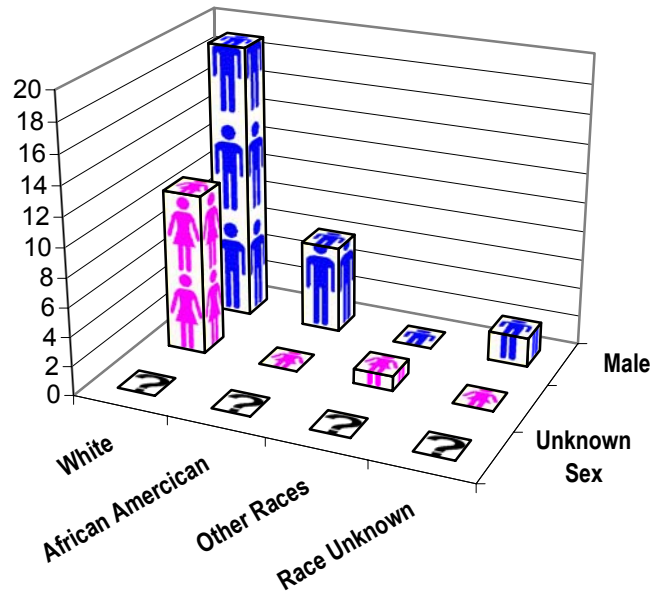 20
18
16
14
12
10
8
6
4
2
0
?
?
?
?
Male
Unknown
Sex
White
African Amercican
Other Races
Race Unknown